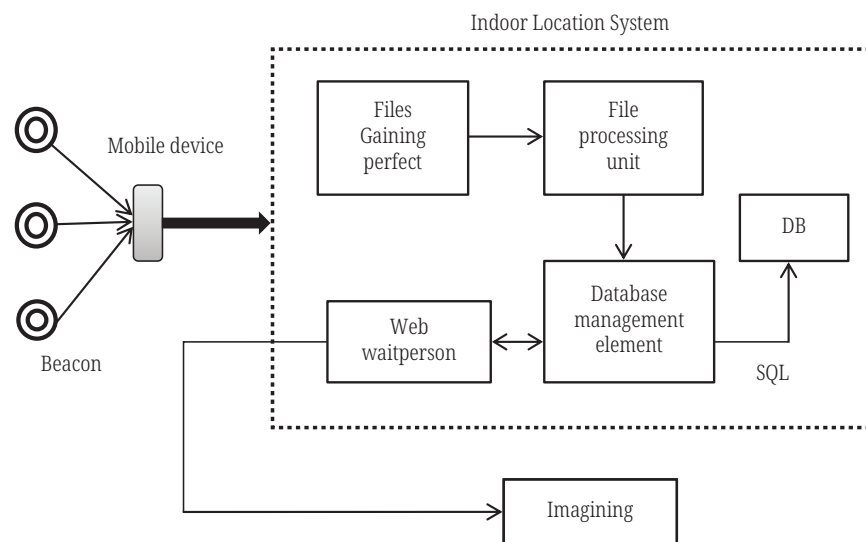 Indoor Location System
Mobile device
Files
Gaining
perfect
File
processing
unit
DB
Beacon
Web
waitperson
Database
management
element
SQL
Imagining